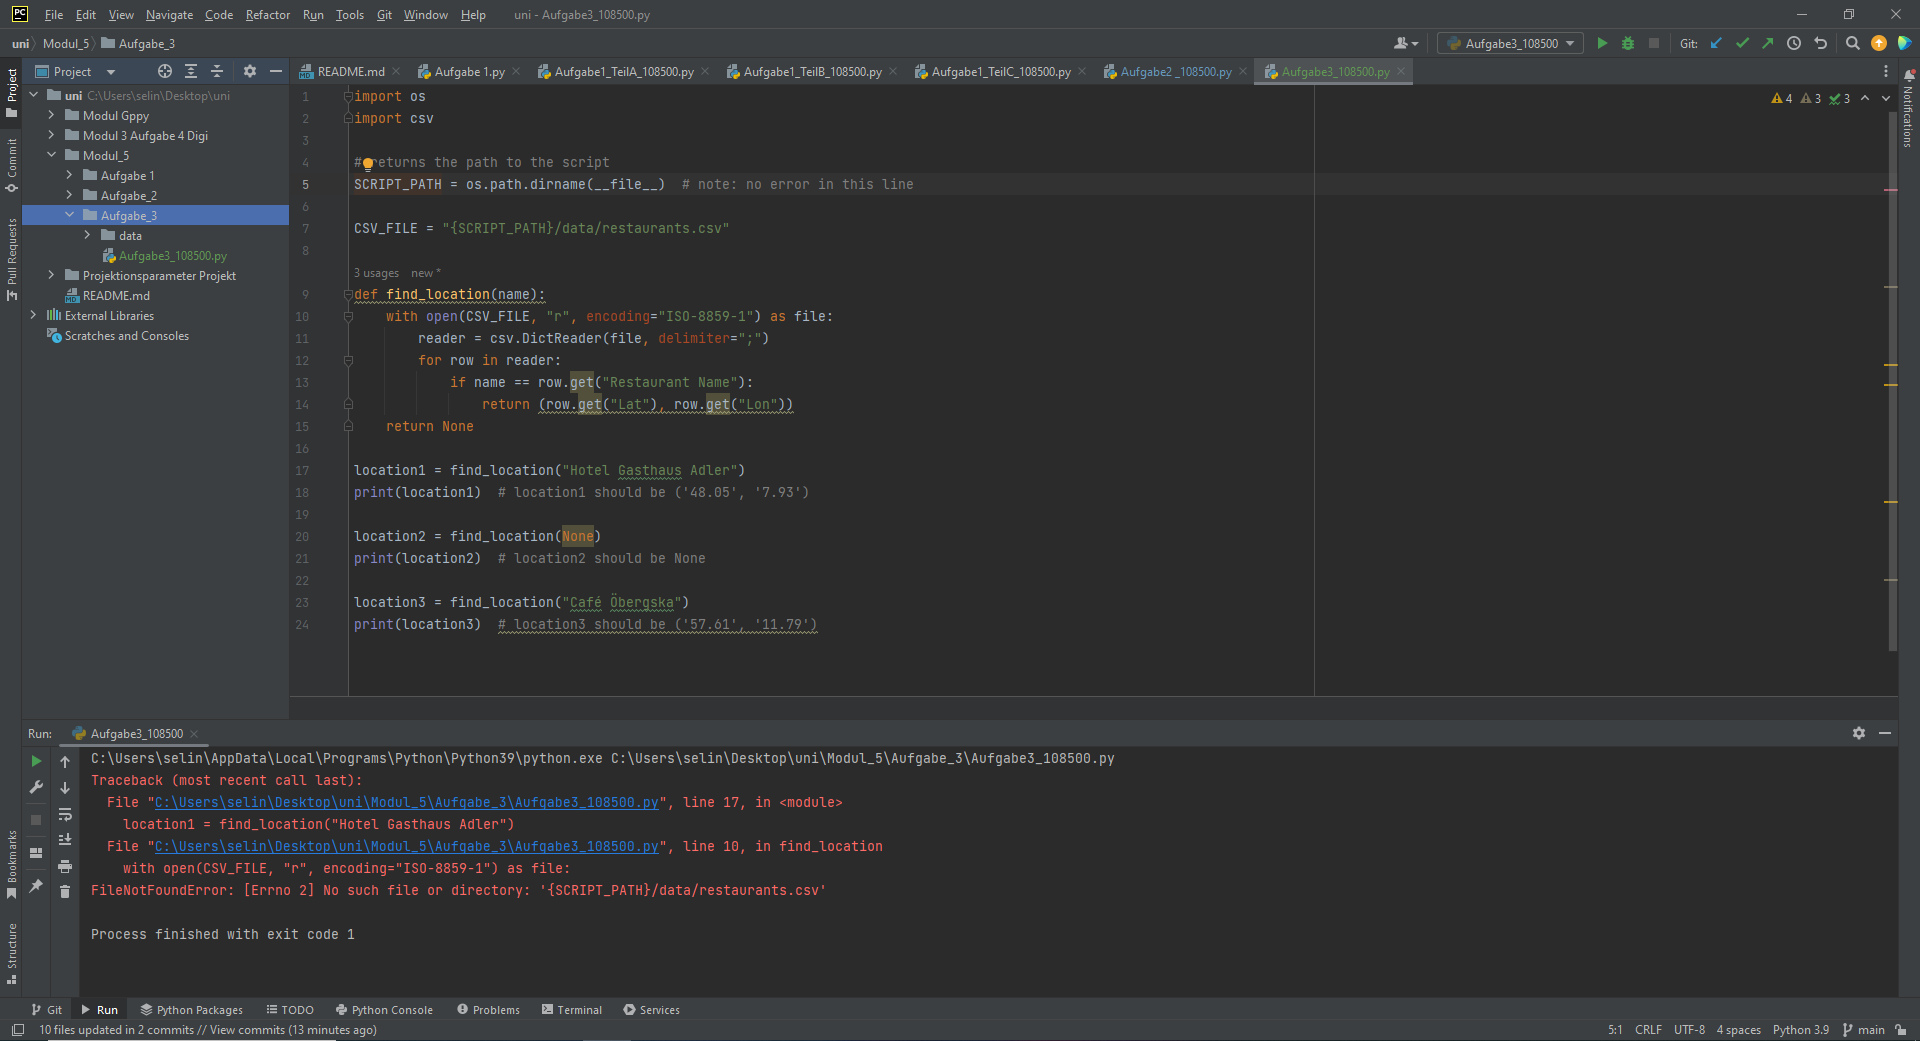 PC File Edit View Navigate Code Refactor Run Tools Git Window Help uni - Aufgabe3_108500.py
uni Modul_5 Aufgabe_3 Aufgabe3_108500 Git:
Project README.md Aufgabe 1.py Aufgabe1_TeilA_108500.py Aufgabe1_TeilB_108500.py Aufgabe1_TeilC_108500.py Aufgabe2 _108500.py Aufgabe3_108500.py
Project
Commit
Pull Requests
Bookmarks
Structure
Notifications
uni C:\Users\selin\Desktop\uni
Modul Gppy
Modul 3 Aufgabe 4 Digi
Modul_5
Aufgabe 1
Aufgabe_2
Aufgabe_3
data
Aufgabe3_108500.py
Projektionsparameter Projekt
MD README.md
External Libraries
Scratches and Consoles
4 3 3
1 import os
2 import csv
3
4 # returns the path to the script
5 SCRIPT_PATH = os.path.dirname(__file__)  # note: no error in this line
6
7 CSV_FILE = "{SCRIPT_PATH}/data/restaurants.csv"
8
3 usages new *
9 def find_location(name):
10     with open(CSV_FILE, "r", encoding="ISO-8859-1") as file:
11         reader = csv.DictReader(file, delimiter=";")
12         for row in reader:
13             if name == row.get("Restaurant Name"):
14                 return (row.get("Lat"), row.get("Lon"))
15     return None
16
17 location1 = find_location("Hotel Gasthaus Adler")
18 print(location1)  # location1 should be ('48.05', '7.93')
19
20 location2 = find_location(None)
21 print(location2)  # location2 should be None
22
23 location3 = find_location("Café Öbergska")
24 print(location3)  # location3 should be ('57.61', '11.79')
Run: Aufgabe3_108500
C:\Users\selin\AppData\Local\Programs\Python\Python39\python.exe C:\Users\selin\Desktop\uni\Modul_5\Aufgabe_3\Aufgabe3_108500.py
Traceback (most recent call last):
  File "C:\Users\selin\Desktop\uni\Modul_5\Aufgabe_3\Aufgabe3_108500.py", line 17, in <module>
    location1 = find_location("Hotel Gasthaus Adler")
  File "C:\Users\selin\Desktop\uni\Modul_5\Aufgabe_3\Aufgabe3_108500.py", line 10, in find_location
    with open(CSV_FILE, "r", encoding="ISO-8859-1") as file:
FileNotFoundError: [Errno 2] No such file or directory: '{SCRIPT_PATH}/data/restaurants.csv'
Process finished with exit code 1
Git Run Python Packages TODO Python Console Problems Terminal Services
10 files updated in 2 commits // View commits (13 minutes ago) 5:1 CRLF UTF-8 4 spaces Python 3.9 main